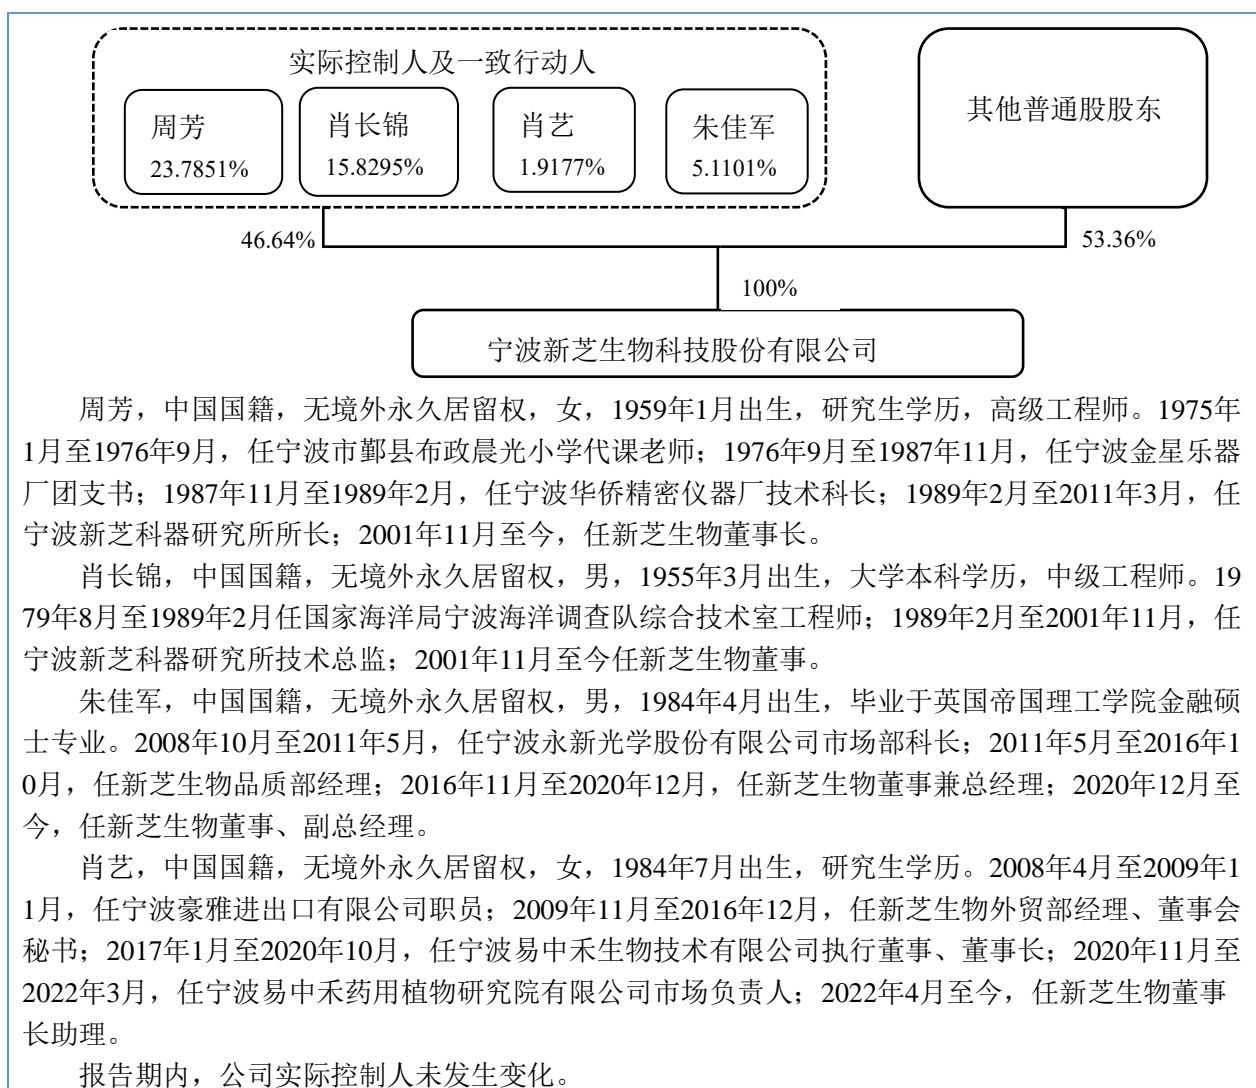 实际控制人及一致行动人
其他普通股股东
周芳
肖长锦
肖艺
朱佳军
23.7851%
15.8295%
1.9177%
5.1101%
46.64%
53.36%
100%
宁波新芝生物科技股份有限公司
周芳，中国国籍，无境外永久居留权，女，1959年1月出生，研究生学历，高级工程师。1975年
1月至1976年9月，任宁波市鄞县布政晨光小学代课老师；1976年9月至1987年11月，任宁波金星乐器
厂团支书；1987年11月至1989年2月，任宁波华侨精密仪器厂技术科长；1989年2月至2011年3月，任
宁波新芝科器研究所所长；2001年11月至今，任新芝生物董事长。
肖长锦，中国国籍，无境外永久居留权，男，1955年3月出生，大学本科学历，中级工程师。19
79年8月至1989年2月任国家海洋局宁波海洋调查队综合技术室工程师；1989年2月至2001年11月，任
宁波新芝科器研究所技术总监；2001年11月至今任新芝生物董事。
朱佳军，中国国籍，无境外永久居留权，男，1984年4月出生，毕业于英国帝国理工学院金融硕
士专业。2008年10月至2011年5月，任宁波永新光学股份有限公司市场部科长；2011年5月至2016年1
0月，任新芝生物品质部经理；2016年11月至2020年12月，任新芝生物董事兼总经理；2020年12月至
今，任新芝生物董事、副总经理。
肖艺，中国国籍，无境外永久居留权，女，1984年7月出生，研究生学历。2008年4月至2009年1
1月，任宁波豪雅进出口有限公司职员；2009年11月至2016年12月，任新芝生物外贸部经理、董事会
秘书；2017年1月至2020年10月，任宁波易中禾生物技术有限公司执行董事、董事长；2020年11月至
2022年3月，任宁波易中禾药用植物研究院有限公司市场负责人；2022年4月至今，任新芝生物董事
长助理。
报告期内，公司实际控制人未发生变化。